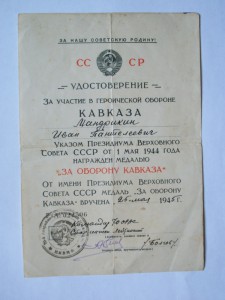 ЗА НАШУ СОВЕТСКУЮ РОДИНУ!
СС СР
УДОСТОВЕРЕНИЕ
ЗА УЧАСТИЕ В ГЕРОИЧЕСКОЙ ОБОРОНЕ
КАВКАЗА
Иван Пантелеевич
УКАЗОМ ПРЕЗИДИУМА ВЕРХОВНОГО
СОВЕТА СССР ОТ 1 МАЯ 1944 ГОДА
НАГРАЖДЕН МЕДАЛЬЮ
„ЗА ОБОРОНУ КАВКАЗА"
ОТ ИМЕНИ ПРЕЗИДИУМА ВЕРХОВНОГО
СОВЕТА СССР МЕДАЛЬ „ЗА ОБОРОНУ
КАВКАЗА" ВРУЧЕНА 1945 Г.